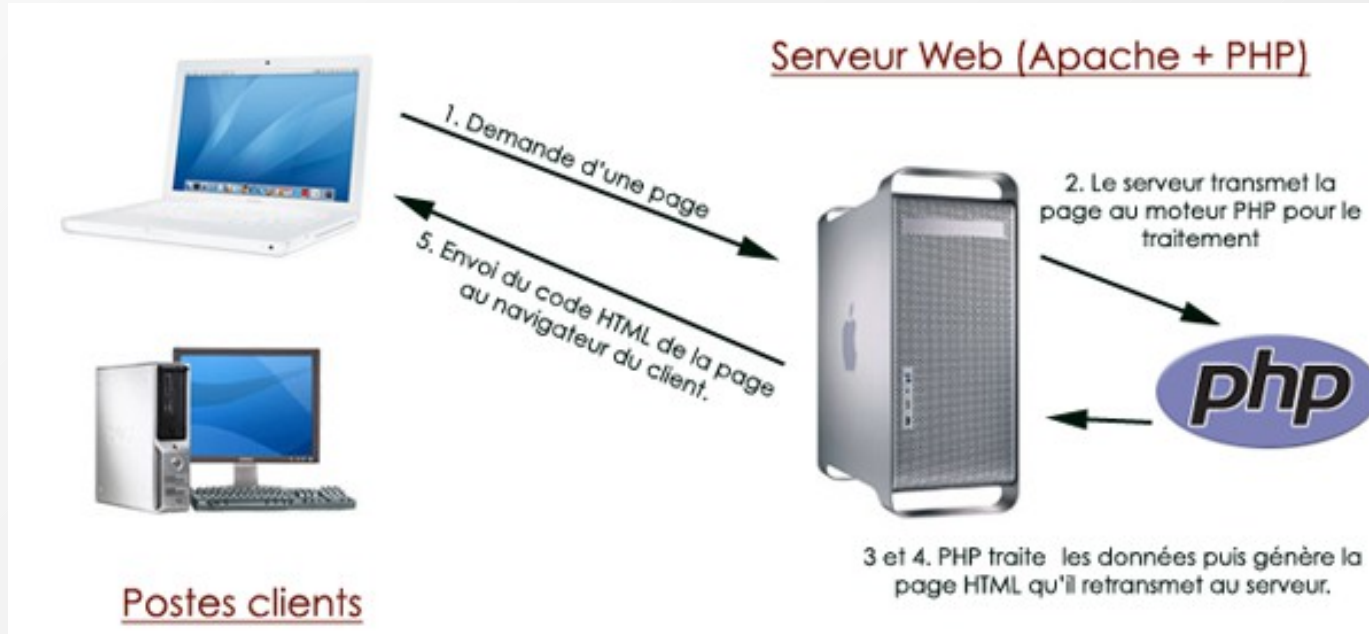 Serveur Web (Apache + PHP)
1. Demande d'une page
2. Le serveur transmet la
page au moteur PHP pour le
traitement
5. Envoi du code HTML de la page
au navigateur du client.
php
3 et 4. PHP traite les données puis génère la
page HTML qu'il retransmet au serveur.
Postes clients